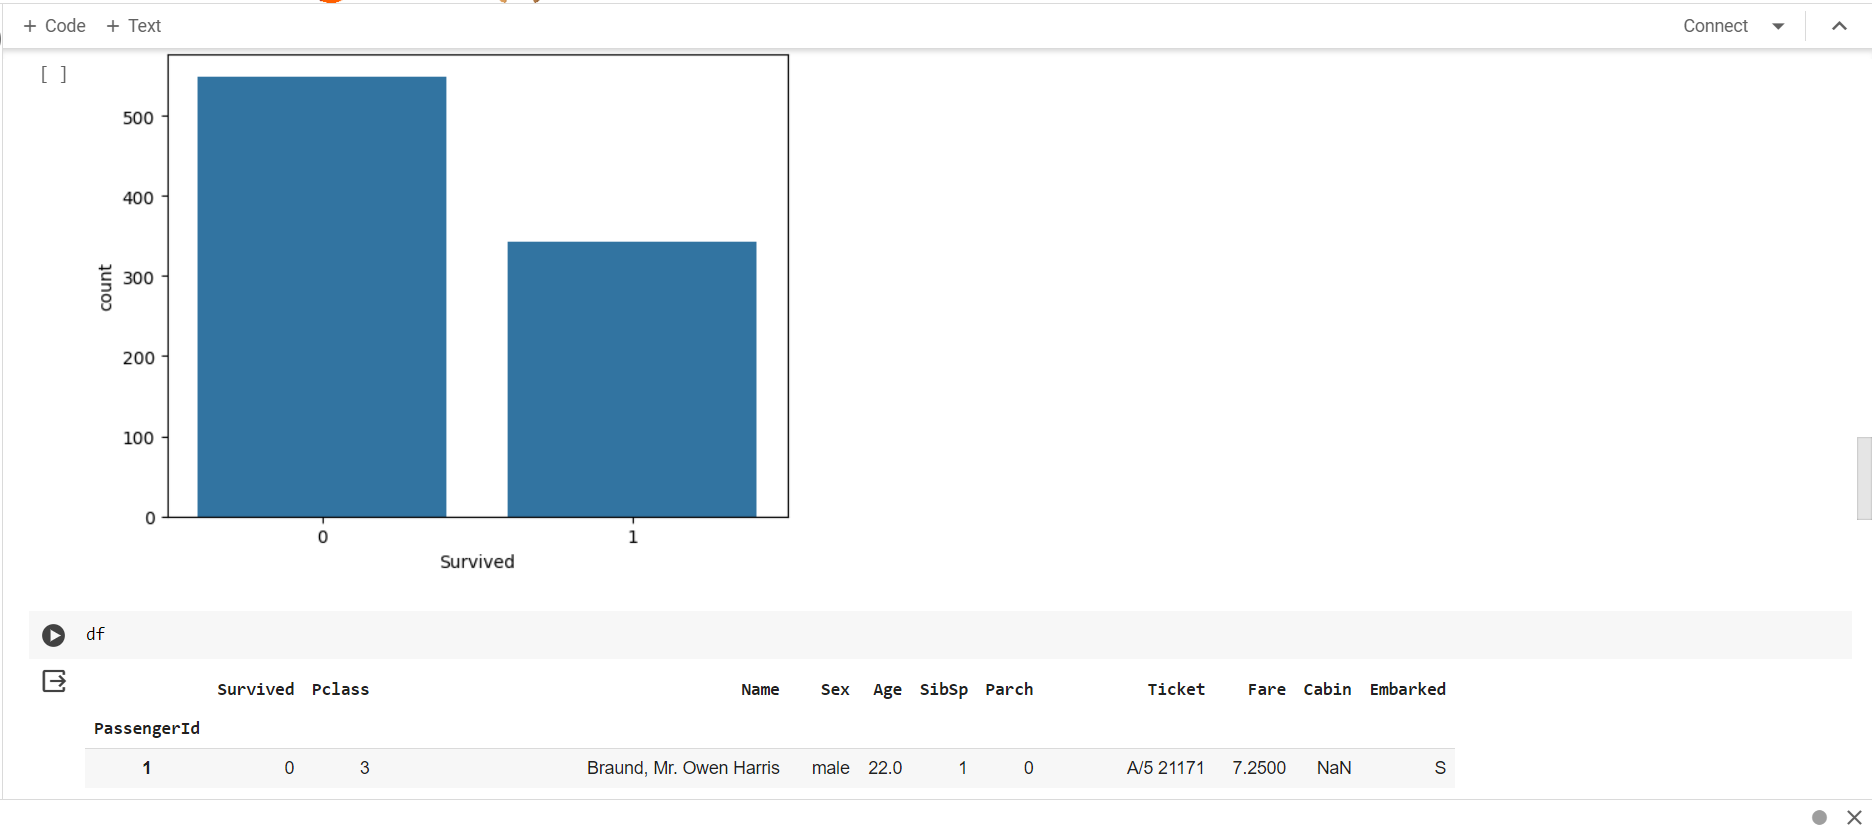 + Code + Text
Connect
[ ]
500
400
300
200
100
0
count
0 1
Survived
df
Survived Pclass Name Sex Age SibSp Parch Ticket Fare Cabin Embarked
PassengerId
1 0 3 Braund, Mr. Owen Harris male 22.0 1 0 A/5 21171 7.2500 NaN S